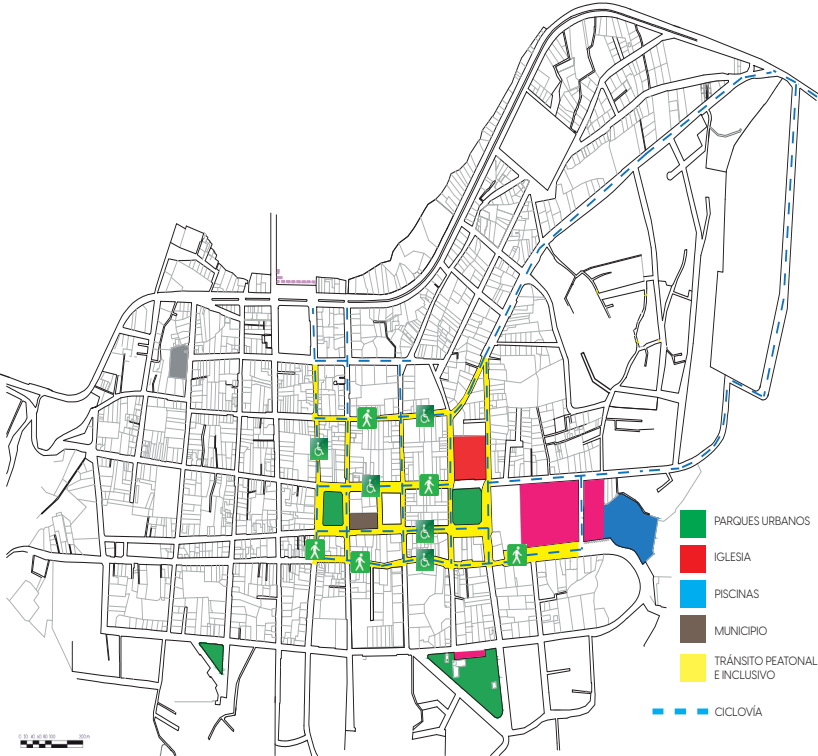 PARQUES URBANOS
IGLESIA
PISCINAS
MUNICIPIO
TRÁNSITO PEATONAL
E INCLUSIVO
CICLOVÍA